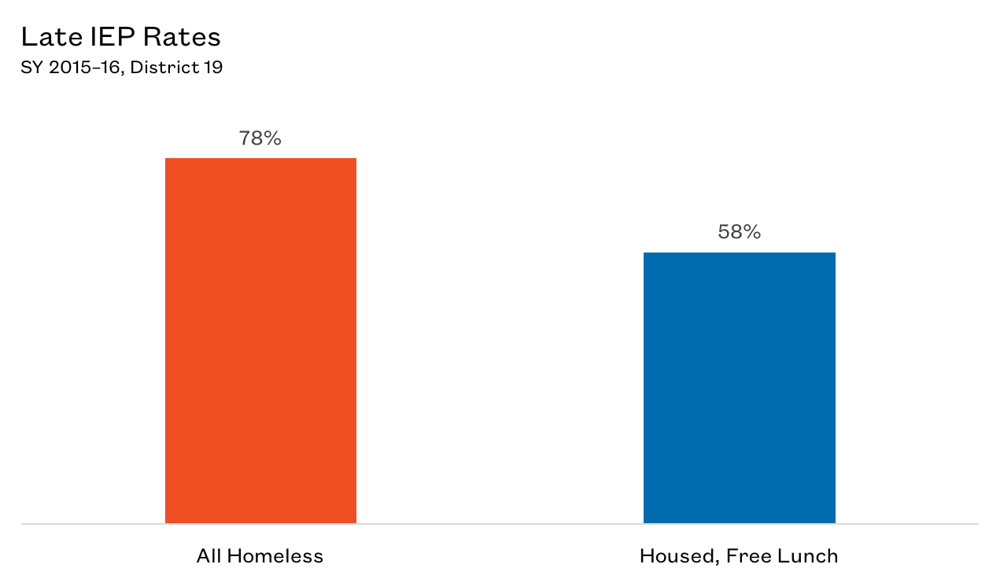 Late IEP Rates
SY 2015–16, District 19
78%
58%
All Homeless
Housed, Free Lunch